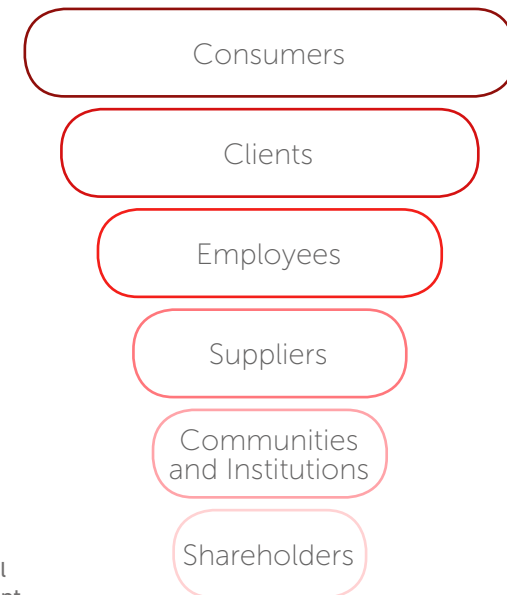 Consumers
Clients
Employees
Suppliers
Communities
and Institutions
Shareholders